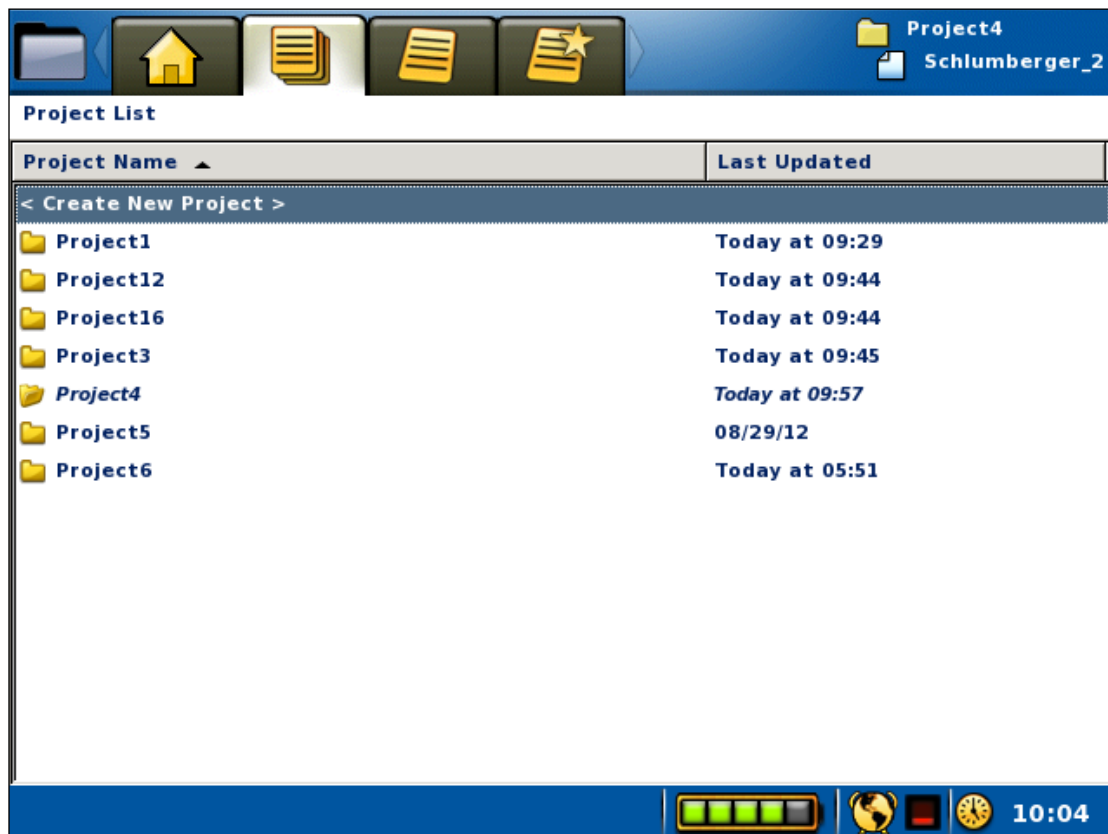 Project4
Schlumberger_2
Project List
Project Name Last Updated
< Create New Project >
Project1 Today at 09:29
Project12 Today at 09:44
Project16 Today at 09:44
Project3 Today at 09:45
Project4 Today at 09:57
Project5 08/29/12
Project6 Today at 05:51
10:04